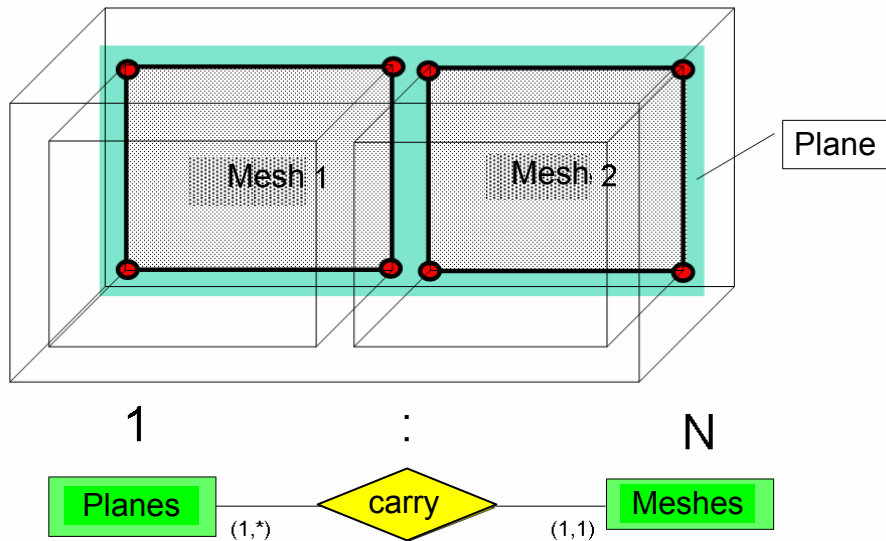 Mesh 1
Mesh 2
Plane
1 : N
Planes
carry
Meshes
(1,*)
(1,1)